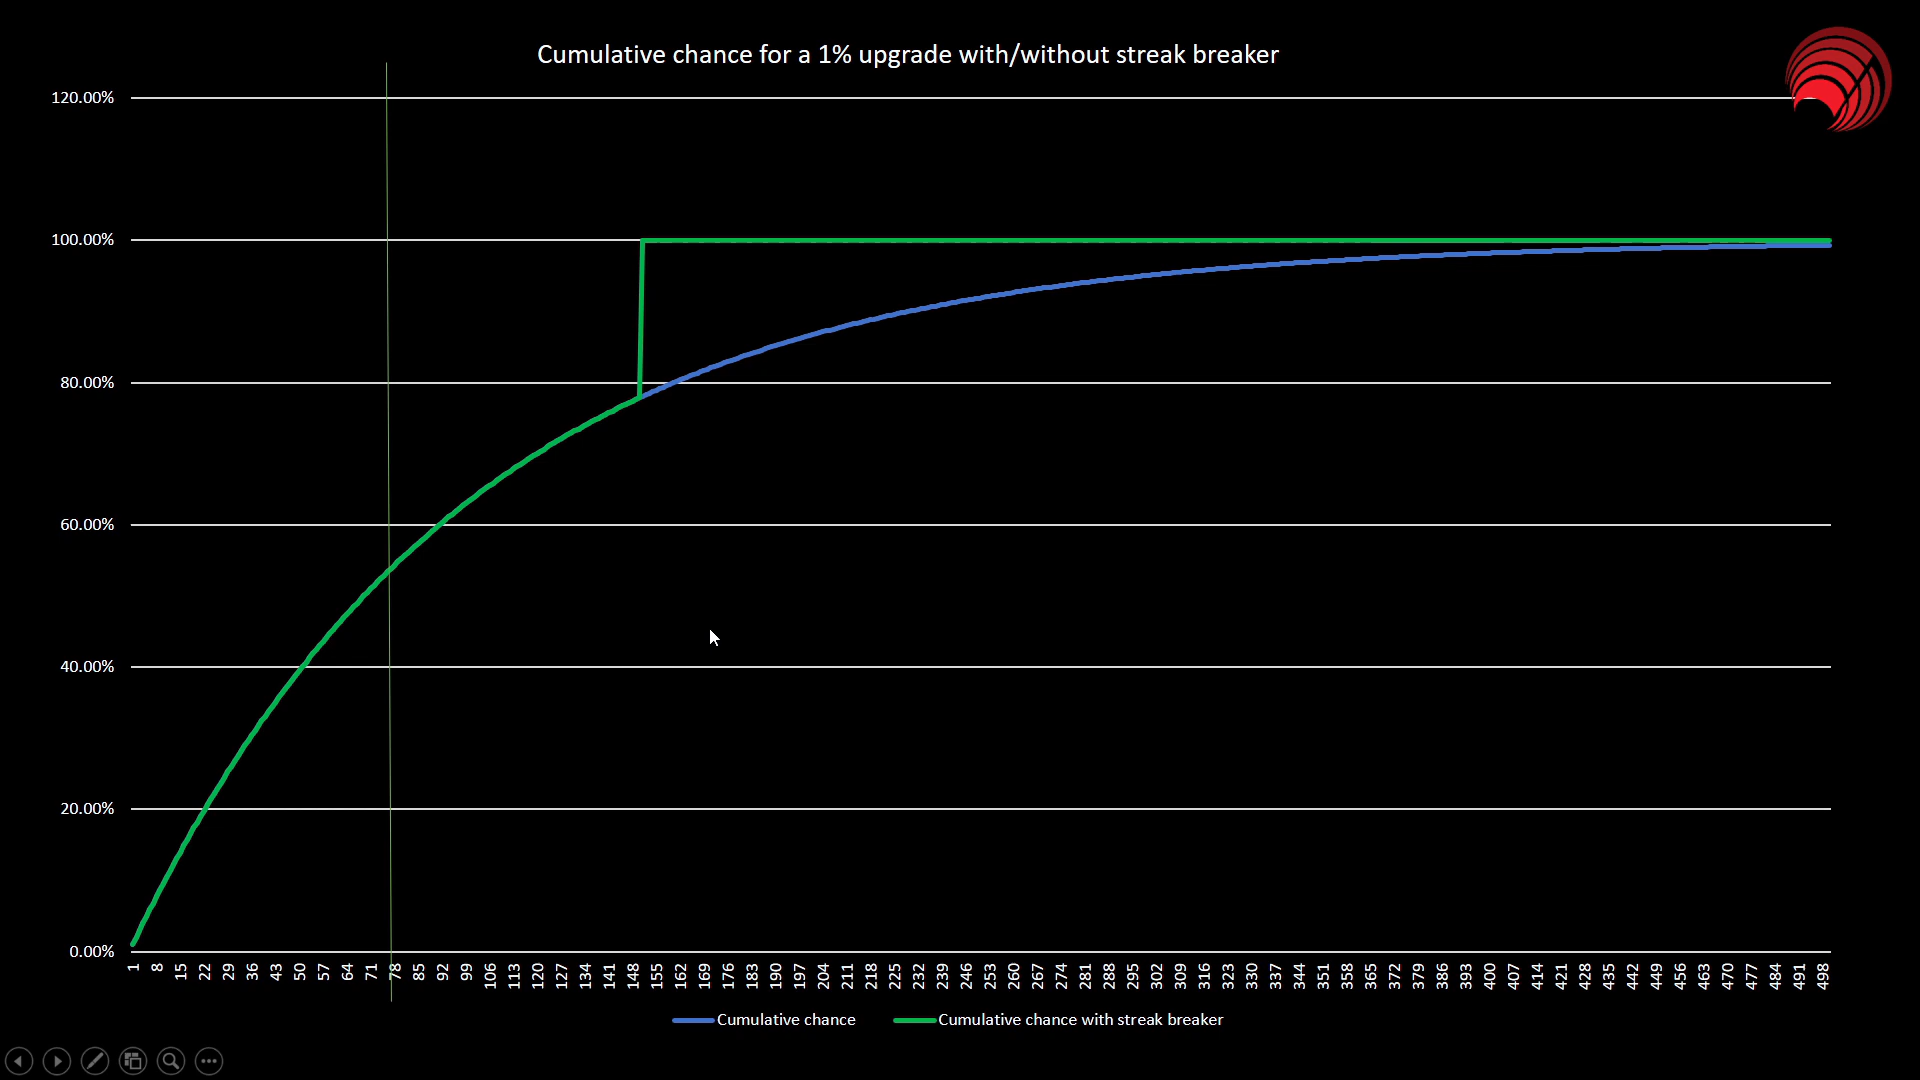 Cumulative chance for a 1% upgrade with/without streak breaker
120.00%
100.00%
80.00%
60.00%
40.00%
20.00%
0.00%
1 8 15 22 29 36 43 50 57 64 71 78 85 92 99 106 113 120 127 134 141 148 155 162 169 176 183 190 197 204 211 218 225 232 239 246 253 260 267 274 281 288 295 302 309 316 323 330 337 344 351 358 365 372 379 386 393 400 407 414 421 428 435 442 449 456 463 470 477 484 491 498
Cumulative chance Cumulative chance with streak breaker